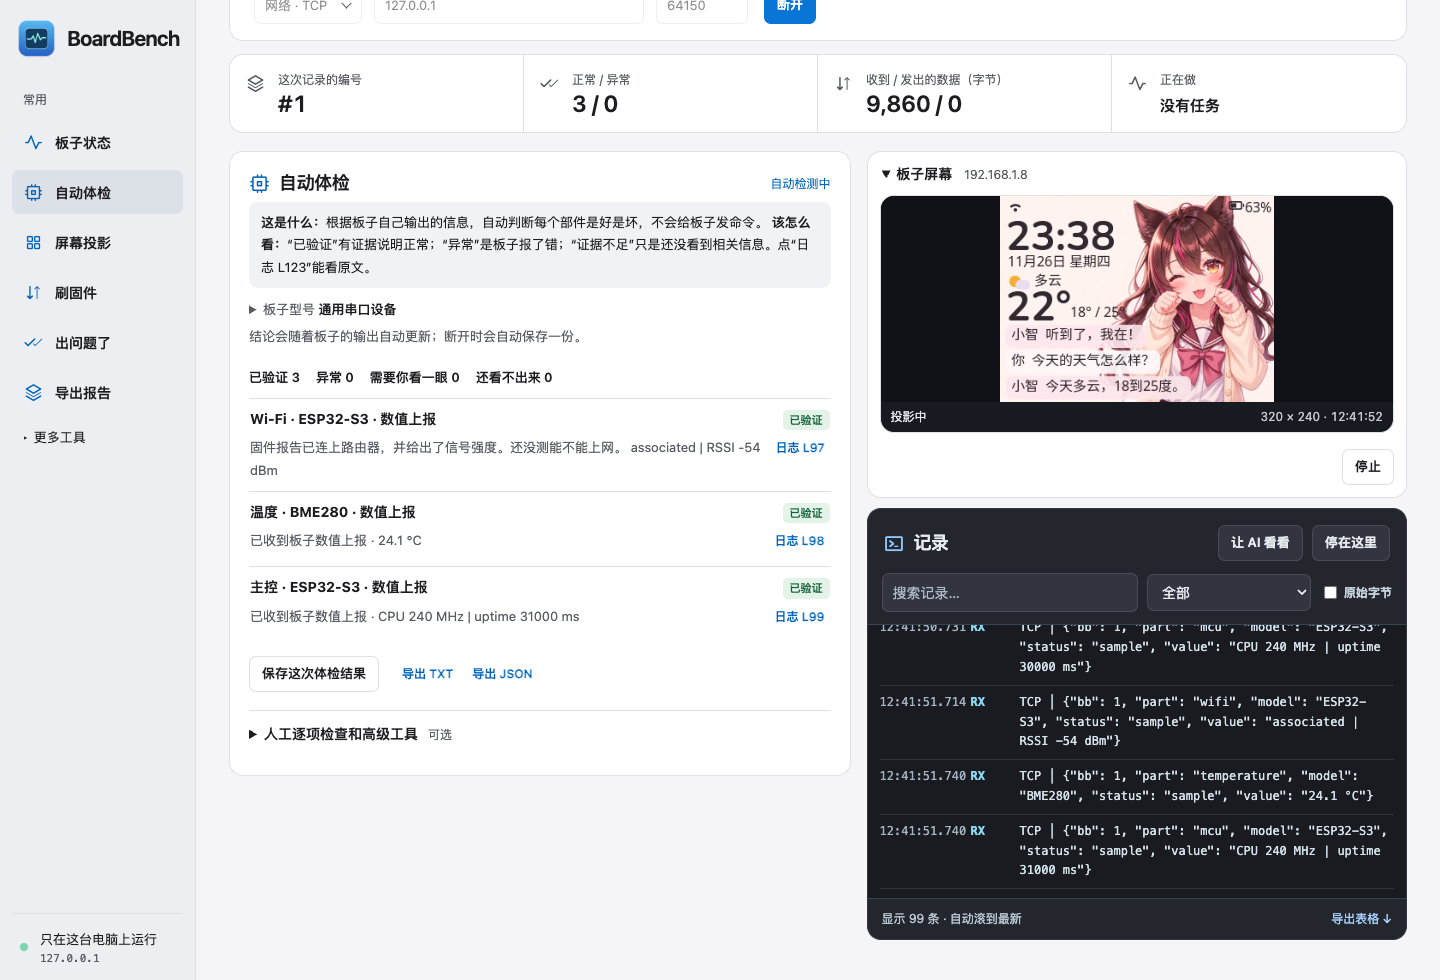 BoardBench
常用
板子状态
自动体检
屏幕投影
刷固件
出问题了
导出报告
更多工具
只在这台电脑上运行
127.0.0.1
网络 · TCP
127.0.0.1
64150
断开
这次记录的编号
#1
正常 / 异常
3 / 0
收到 / 发出的数据（字节）
9,860 / 0
正在做
没有任务
自动体检
自动检测中
这是什么：根据板子自己输出的信息，自动判断每个部件是好是坏，不会给板子发命令。 该怎么
看：“已验证”有证据说明正常；“异常”是板子报了错；“证据不足”只是还没看到相关信息。点“日
志 L123”能看原文。
板子型号 通用串口设备
结论会随着板子的输出自动更新；断开时会自动保存一份。
已验证 3 异常 0 需要你看一眼 0 还看不出来 0
Wi-Fi · ESP32-S3 · 数值上报
已验证
固件报告已连上路由器，并给出了信号强度。还没测能不能上网。 associated | RSSI -54
dBm
日志 L97
温度 · BME280 · 数值上报
已验证
已收到板子数值上报 · 24.1 °C
日志 L98
主控 · ESP32-S3 · 数值上报
已验证
已收到板子数值上报 · CPU 240 MHz | uptime 31000 ms
日志 L99
保存这次体检结果
导出 TXT
导出 JSON
人工逐项检查和高级工具 可选
板子屏幕 192.168.1.8
63%
23:38
11月26日 星期四
多云
22° 18° / 25°
小智 听到了，我在！
你 今天的天气怎么样？
小智 今天多云，18到25度。
投影中
320 × 240 · 12:41:52
停止
记录
让 AI 看看
停在这里
搜索记录...
全部
原始字节
12:41:50.731 RX TCP | {"bb": 1, "part": "mcu", "model": "ESP32-S3",
"status": "sample", "value": "CPU 240 MHz | uptime
30000 ms"}
12:41:51.714 RX TCP | {"bb": 1, "part": "wifi", "model": "ESP32-
S3", "status": "sample", "value": "associated |
RSSI -54 dBm"}
12:41:51.740 RX TCP | {"bb": 1, "part": "temperature", "model":
"BME280", "status": "sample", "value": "24.1 °C"}
12:41:51.740 RX TCP | {"bb": 1, "part": "mcu", "model": "ESP32-S3",
"status": "sample", "value": "CPU 240 MHz | uptime
31000 ms"}
显示 99 条 · 自动滚到最新
导出表格 ↓